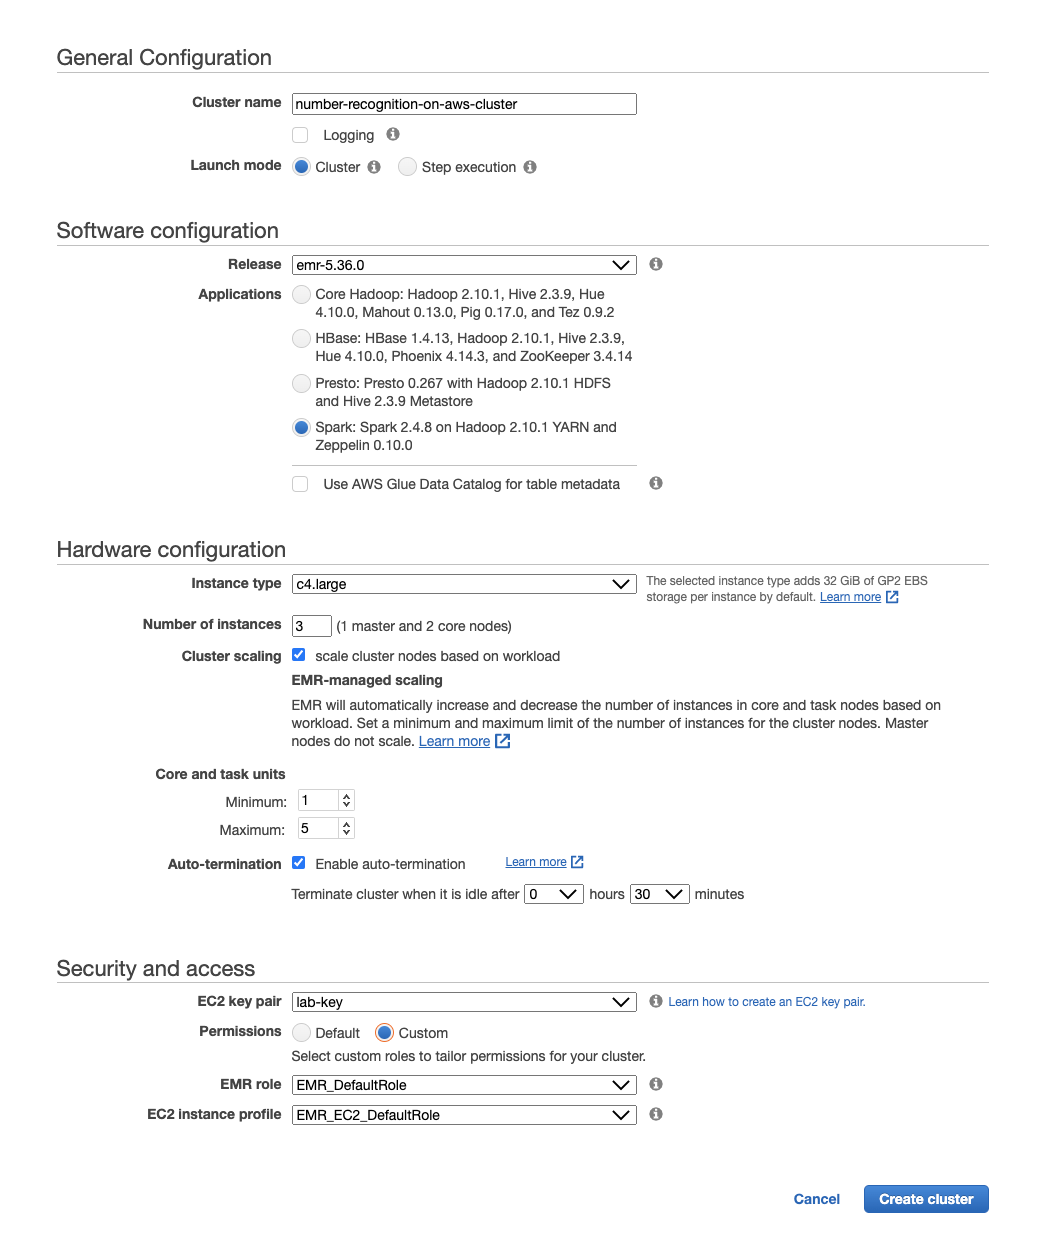 General Configuration
Cluster name number-recognition-on-aws-cluster
Logging
Launch mode Cluster Step execution
Software configuration
Release emr-5.36.0
Applications Core Hadoop: Hadoop 2.10.1, Hive 2.3.9, Hue
4.10.0, Mahout 0.13.0, Pig 0.17.0, and Tez 0.9.2
HBase: HBase 1.4.13, Hadoop 2.10.1, Hive 2.3.9,
Hue 4.10.0, Phoenix 4.14.3, and ZooKeeper 3.4.14
Presto: Presto 0.267 with Hadoop 2.10.1 HDFS
and Hive 2.3.9 Metastore
Spark: Spark 2.4.8 on Hadoop 2.10.1 YARN and
Zeppelin 0.10.0
Use AWS Glue Data Catalog for table metadata
Hardware configuration
Instance type c4.large The selected instance type adds 32 GiB of GP2 EBS
storage per instance by default. Learn more
Number of instances 3 (1 master and 2 core nodes)
Cluster scaling scale cluster nodes based on workload
EMR-managed scaling
EMR will automatically increase and decrease the number of instances in core and task nodes based on
workload. Set a minimum and maximum limit of the number of instances for the cluster nodes. Master
nodes do not scale. Learn more
Core and task units
Minimum: 1
Maximum: 5
Auto-termination Enable auto-termination Learn more
Terminate cluster when it is idle after 0 hours 30 minutes
Security and access
EC2 key pair lab-key Learn how to create an EC2 key pair.
Permissions Default Custom
Select custom roles to tailor permissions for your cluster.
EMR role EMR_DefaultRole
EC2 instance profile EMR_EC2_DefaultRole
Cancel Create cluster